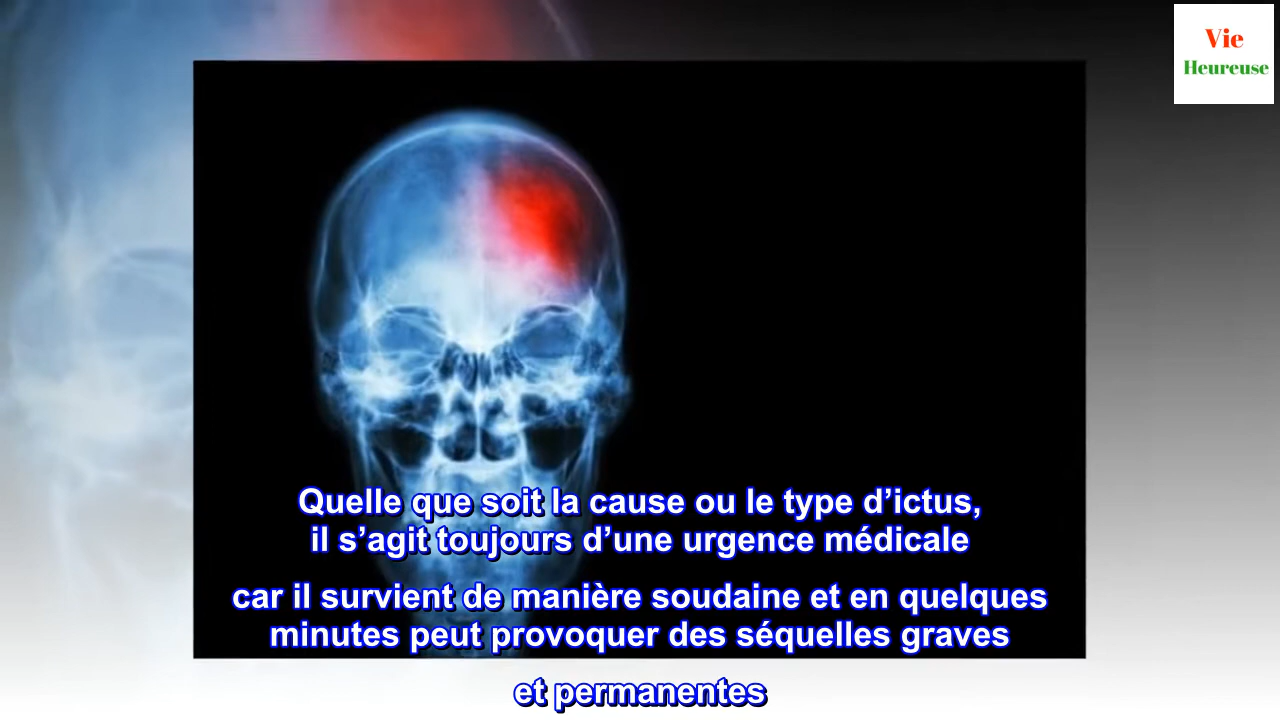 Vie
Heureuse
Quelle que soit la cause ou le type d’ictus,
il s’agit toujours d’une urgence médicale
car il survient de manière soudaine et en quelques
minutes peut provoquer des séquelles graves
et permanentes